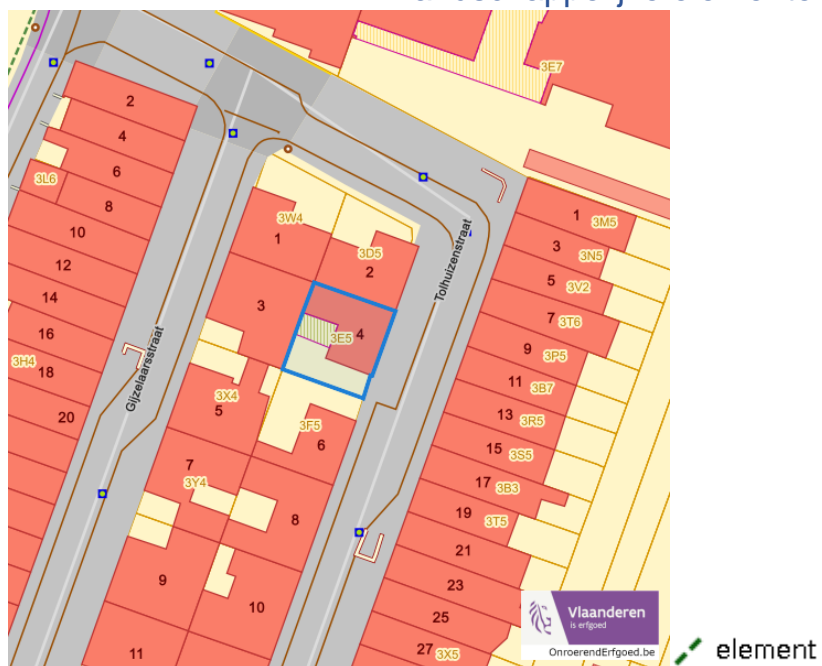 3E7
2
4
6
3L6
8
10
12
14
16
3H4
18
20
Gijzelaarsstraat
3W4
1
3D5
2
3
4
3E5
3X4
5
3F5
6
7
3Y4
8
9
10
11
Tolhuizenstraat
1
3M5
3
3N5
5
3V2
7
3T6
9
3P5
11
3B7
13
3R5
15
3S5
17
3B3
19
3T5
21
23
25
27
3X5
Vlaanderen
is erfgoed
OnroerendErfgoed.be
element